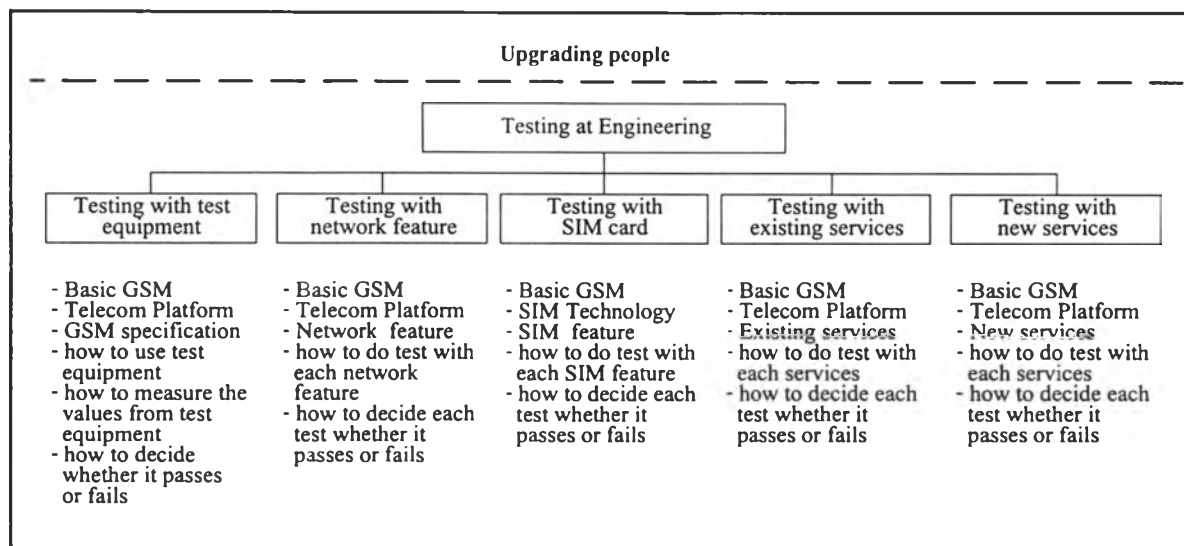 Upgrading people
Testing at Engineering
Testing with test
equipment
Testing with
network feature
Testing with
SIM card
Testing with
existing services
Testing with
new services
- Basic GSM
- Telecom Platform
- GSM specification
- how to use test
equipment
- how to measure the
values from test
equipment
- how to decide
whether it passes
or fails
- Basic GSM
- Telecom Platform
- Network feature
- how to do test with
each network
feature
- how to decide each
test whether it
passes or fails
- Basic GSM
- SIM Technology
- SIM feature
- how to do test with
each SIM feature
- how to decide each
test whether it
passes or fails
- Basic GSM
- Telecom Platform
- Existing services
- how to do test with
each services
- how to decide each
test whether it
passes or fails
- Basic GSM
- Telecom Platform
- New services
- how to do test with
each services
- how to decide each
test whether it
passes or fails